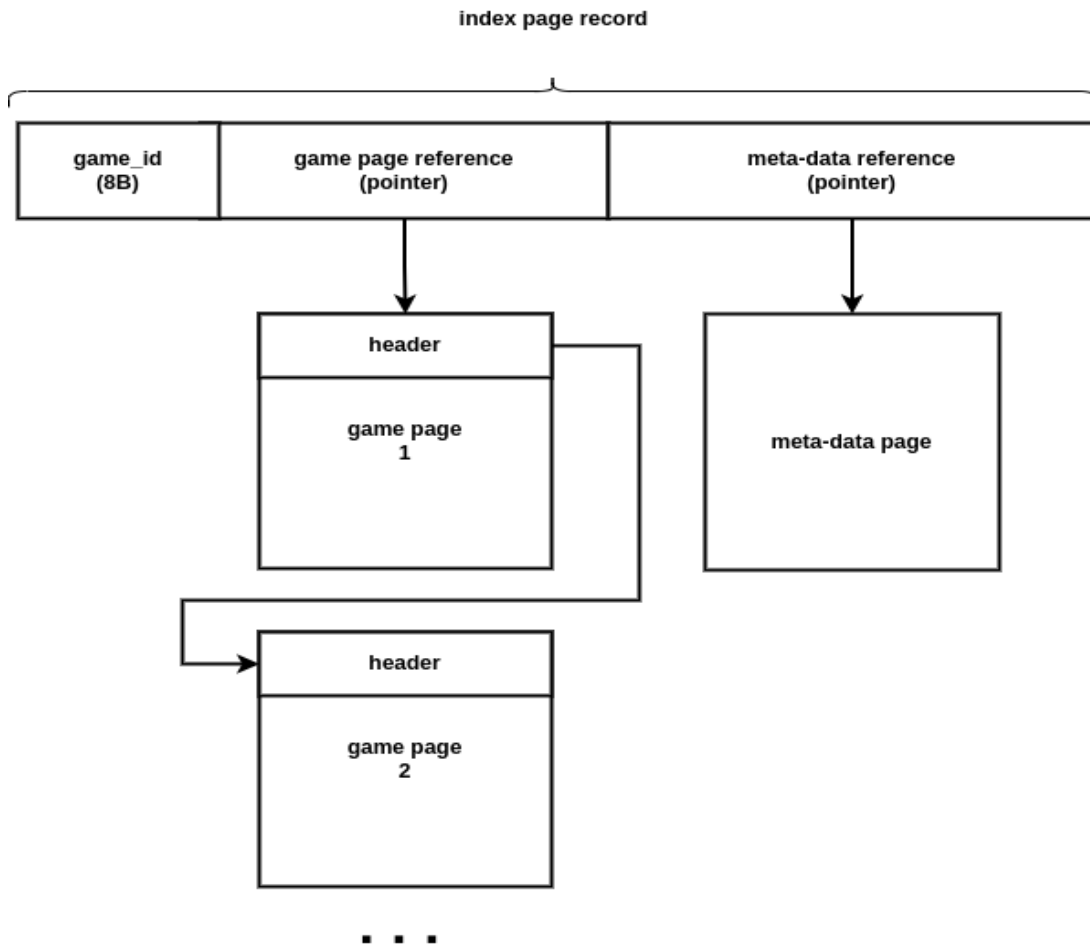 index page record
game_id
(8B)
game page reference
(pointer)
meta-data reference
(pointer)
header
game page
1
meta-data page
header
game page
2
. . .